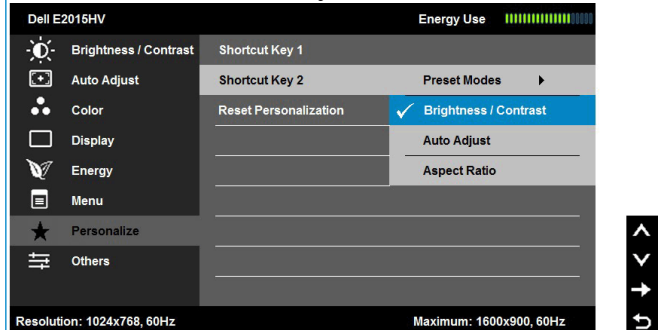 Dell E2015HV Energy Use
Brightness / Contrast Shortcut Key 1
Auto Adjust Shortcut Key 2 Preset Modes
Color Reset Personalization Brightness / Contrast
Display Auto Adjust
Energy Aspect Ratio
Menu
Personalize
Others
Resolution: 1024x768, 60Hz Maximum: 1600x900, 60Hz